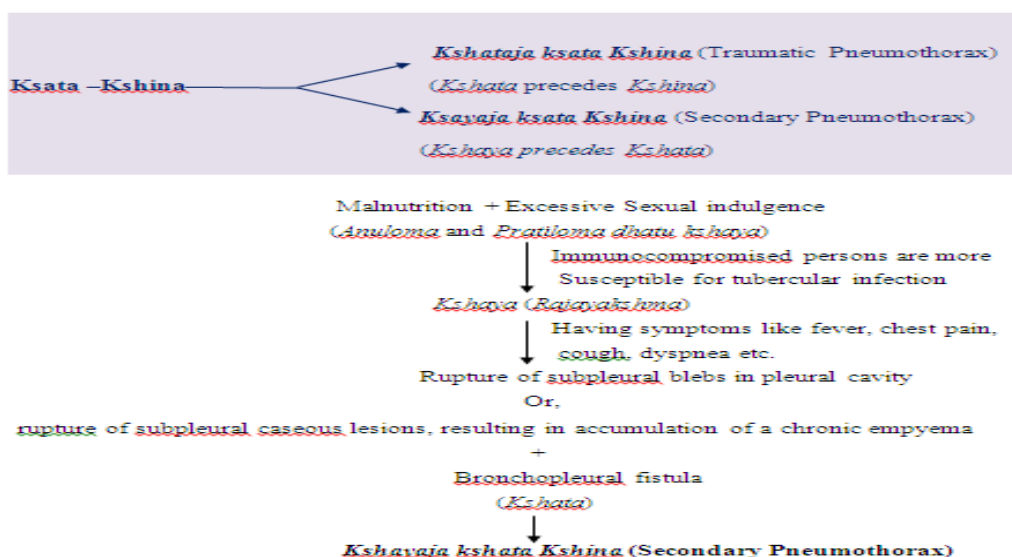 Kshataja ksata Kshina (Traumatic Pneumothorax)
Ksata –Kshina
(Kshata precedes Kshina)
Ksayaja ksata Kshina (Secondary Pneumothorax)
(Kshaya precedes Kshata)
Malnutrition + Excessive Sexual indulgence
(Anuloma and Pratiloma dhatu kshaya)
Immunocompromised persons are more
Susceptible for tubercular infection
Kshaya (Rajayakshma)
Having symptoms like fever, chest pain,
cough, dyspnea etc.
Rupture of subpleural blebs in pleural cavity
Or,
rupture of subpleural caseous lesions, resulting in accumulation of a chronic empyema
+
Bronchopleural fistula
(Kshata)
Kshayaja kshata Kshina (Secondary Pneumothorax)